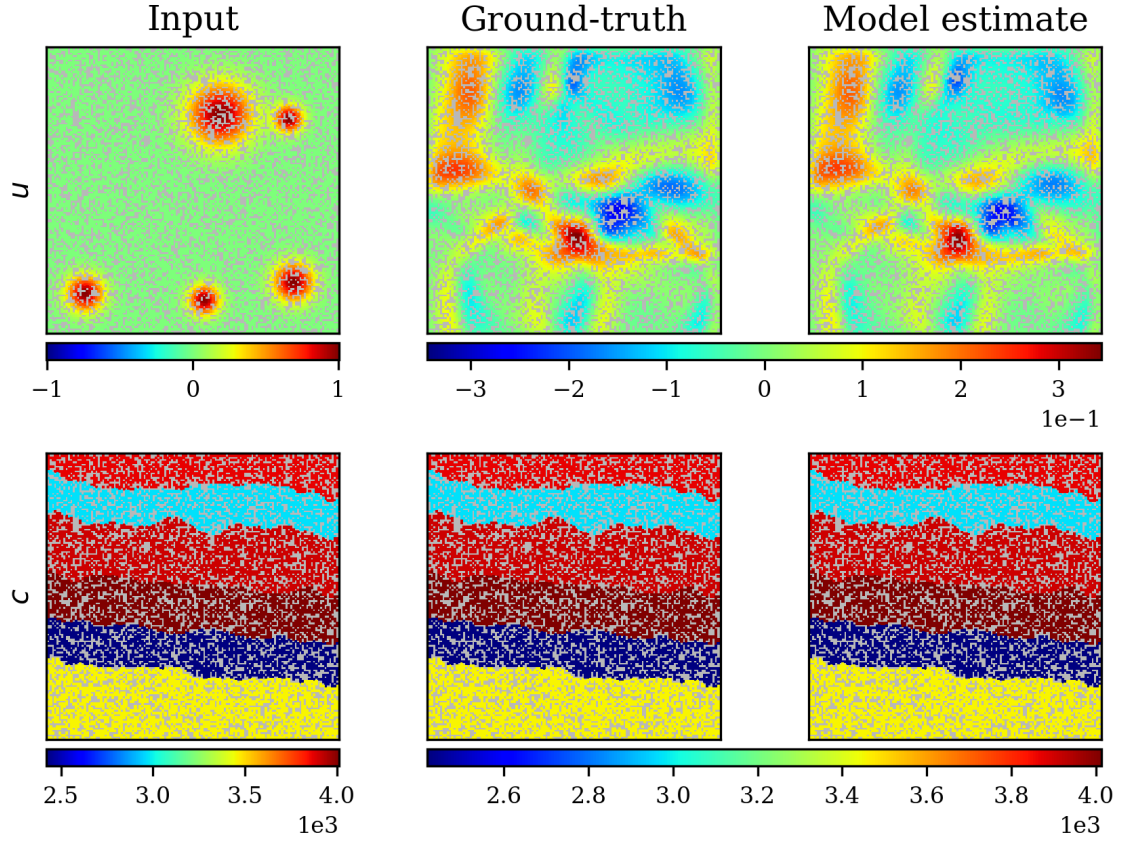 Input Ground-truth Model estimate
u
−1 0 1 −3 −2 −1 0 1 2 3
1e−1
c
2.5 3.0 3.5 4.0 2.6 2.8 3.0 3.2 3.4 3.6 3.8 4.0
1e3 1e3